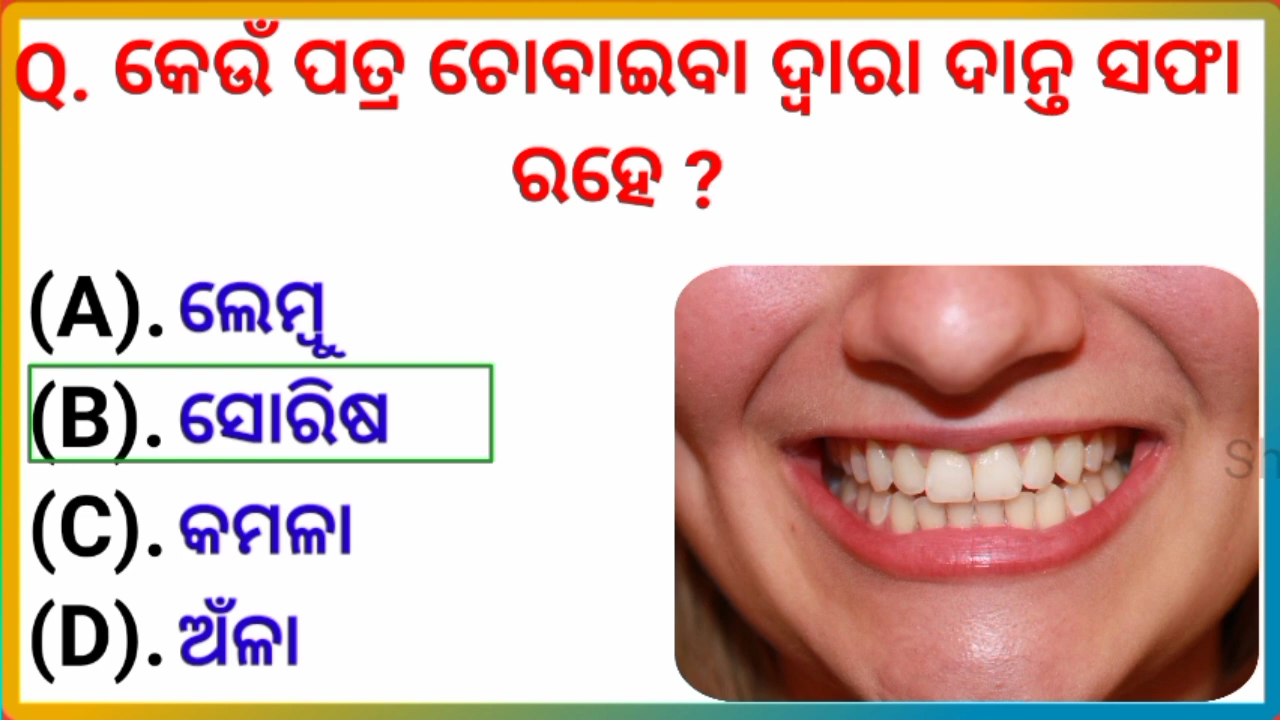 Q. କେଉଁ ପତ୍ର ଚୋବାଇବା ଦ୍ୱାରା ଦାନ୍ତ ସଫା
ରହେ ?
(A). ଲେମ୍ବୁ
(B). ସୋରିଷ
(C). କମଳା
(D). ଅଁଳା